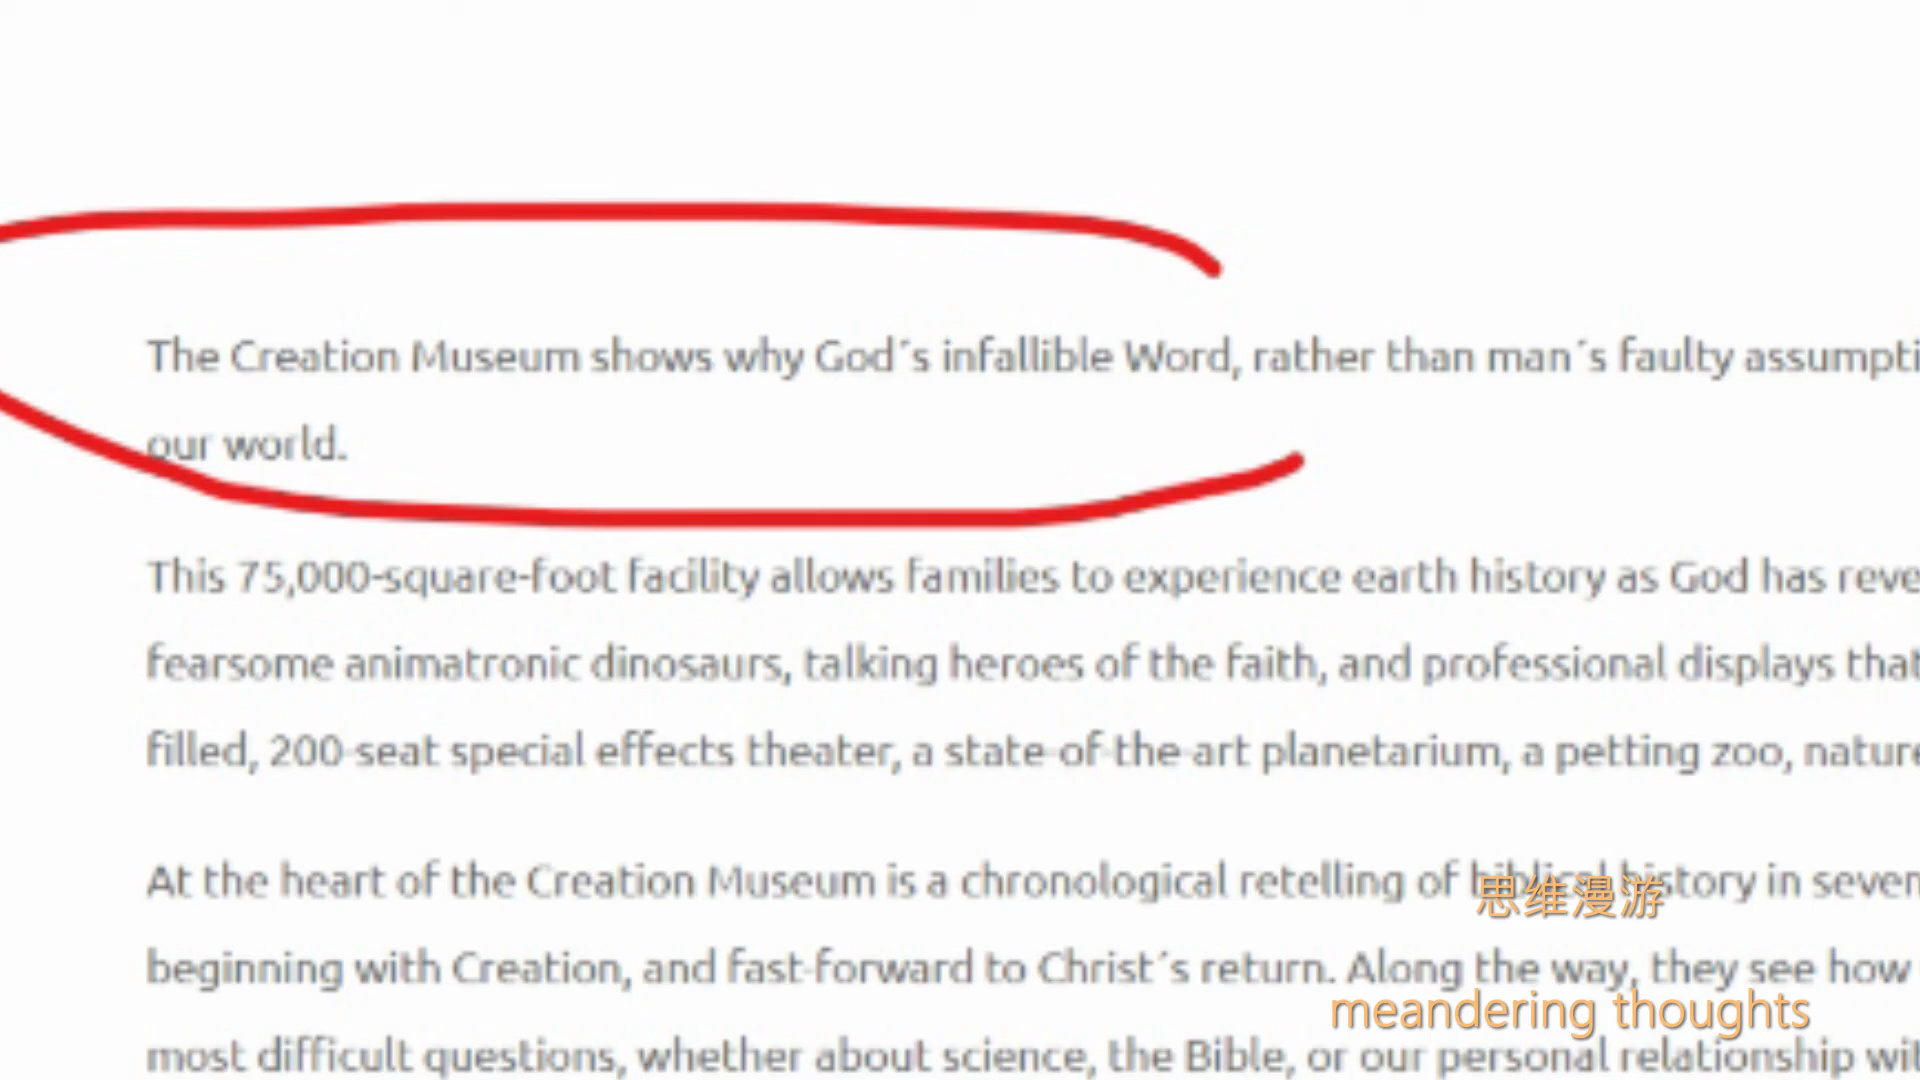 The Creation Museum shows why God´s infallible Word, rather than man´s faulty assumpti
our world.
This 75,000-square-foot facility allows families to experience earth history as God has reve
fearsome animatronic dinosaurs, talking heroes of the faith, and professional displays that
filled, 200-seat special effects theater, a state-of-the-art planetarium, a petting zoo, nature
At the heart of the Creation Museum is a chronological retelling of biblical history in seven
思维漫游
beginning with Creation, and fast-forward to Christ´s return. Along the way, they see how
meandering thoughts
most difficult questions, whether about science, the Bible, or our personal relationship wit